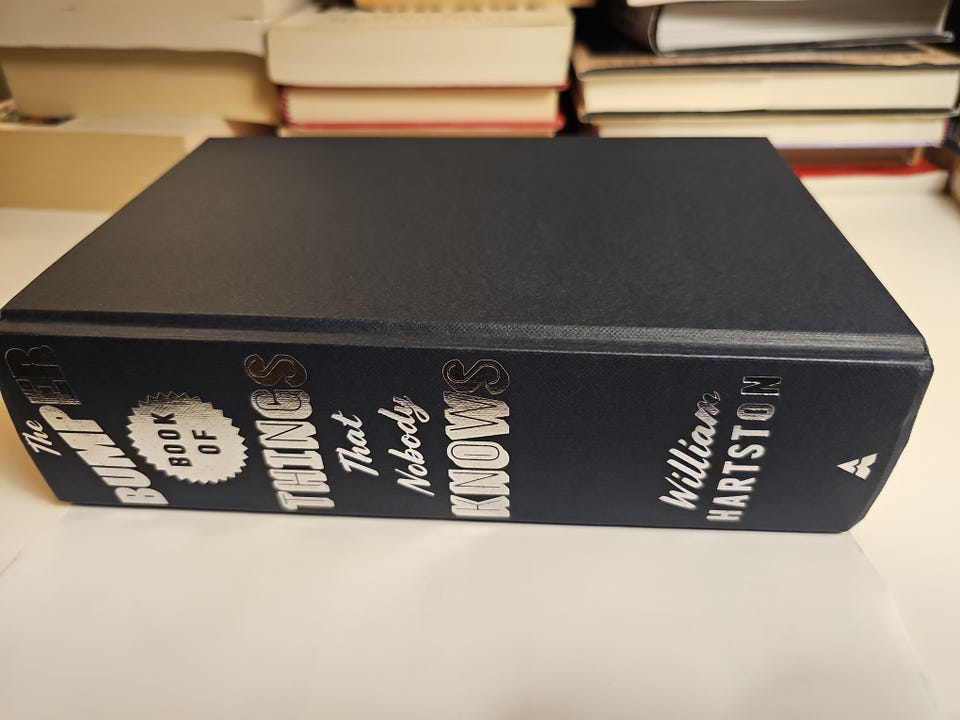 The
BUMPER
BOOK
OF
THINGS
That
Nobody
KNOWS
William
HARTSTON